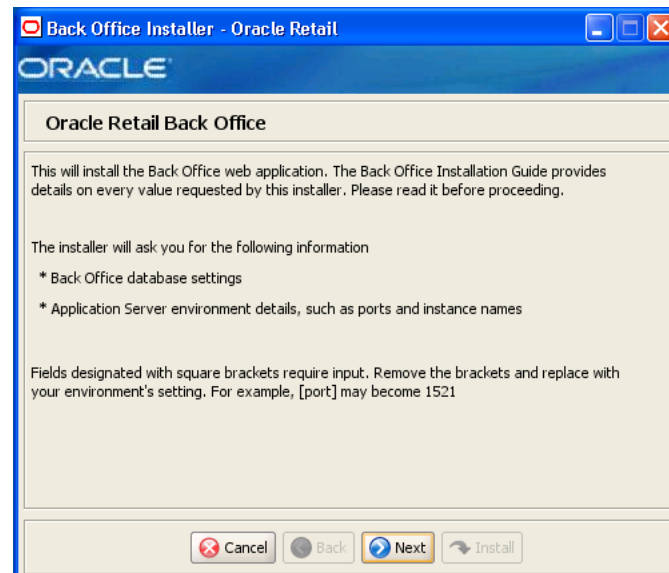 Back Office Installer - Oracle Retail
ORACLE
Oracle Retail Back Office
This will install the Back Office web application. The Back Office Installation Guide provides
details on every value requested by this installer. Please read it before proceeding.
The installer will ask you for the following information
* Back Office database settings
* Application Server environment details, such as ports and instance names
Fields designated with square brackets require input. Remove the brackets and replace with
your environment's setting. For example, [port] may become 1521
Cancel Back Next Install